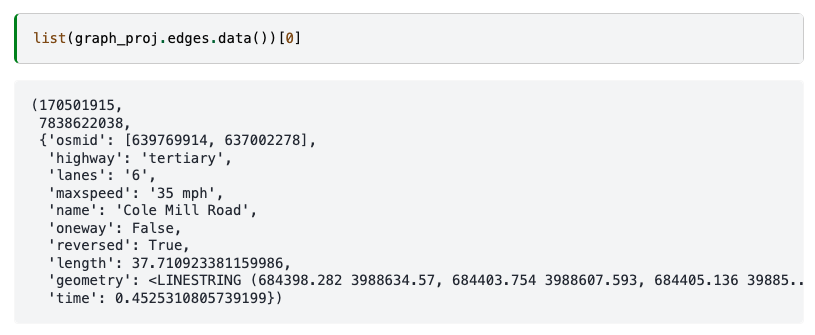 list(graph_proj.edges.data())[0]
(170501915,
 7838622038,
 {'osmid': [639769914, 637002278],
  'highway': 'tertiary',
  'lanes': '6',
  'maxspeed': '35 mph',
  'name': 'Cole Mill Road',
  'oneway': False,
  'reversed': True,
  'length': 37.710923381159986,
  'geometry': <LINESTRING (684398.282 3988634.57, 684403.754 3988607.593, 684405.136 39885..
  'time': 0.4525310805739199})